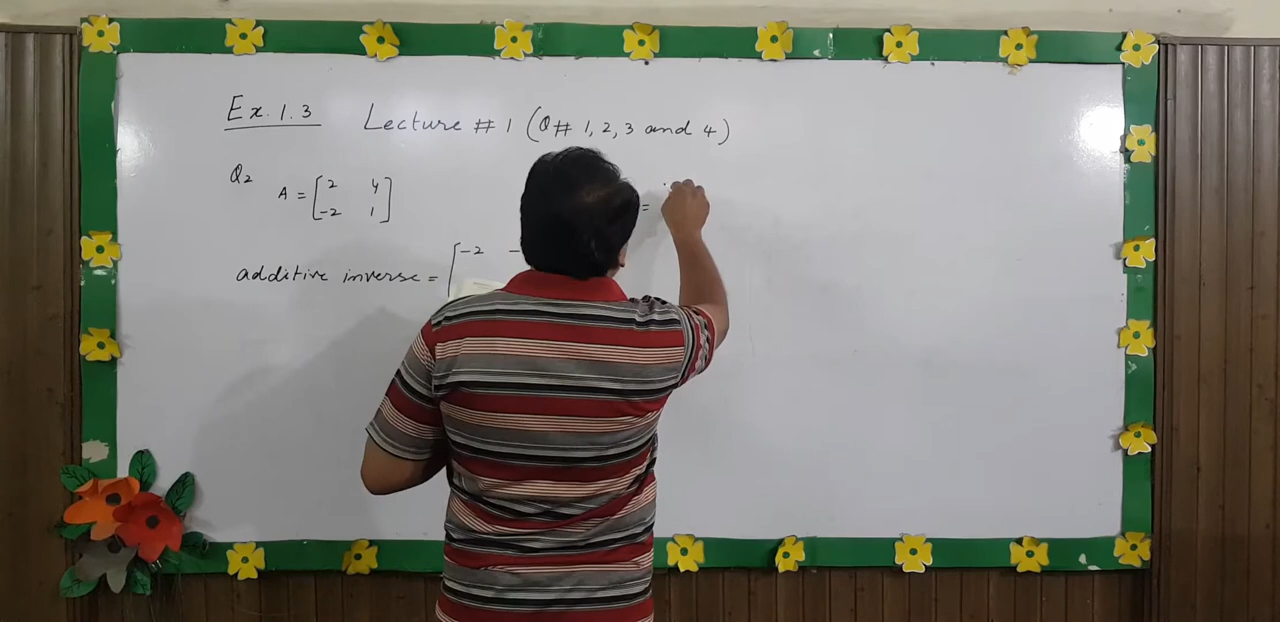 Ex. 1.3 Lecture # 1 (Q# 1, 2, 3 and 4)
Q2
A = [2 4
-2 1] =
additive inverse = [-2 -